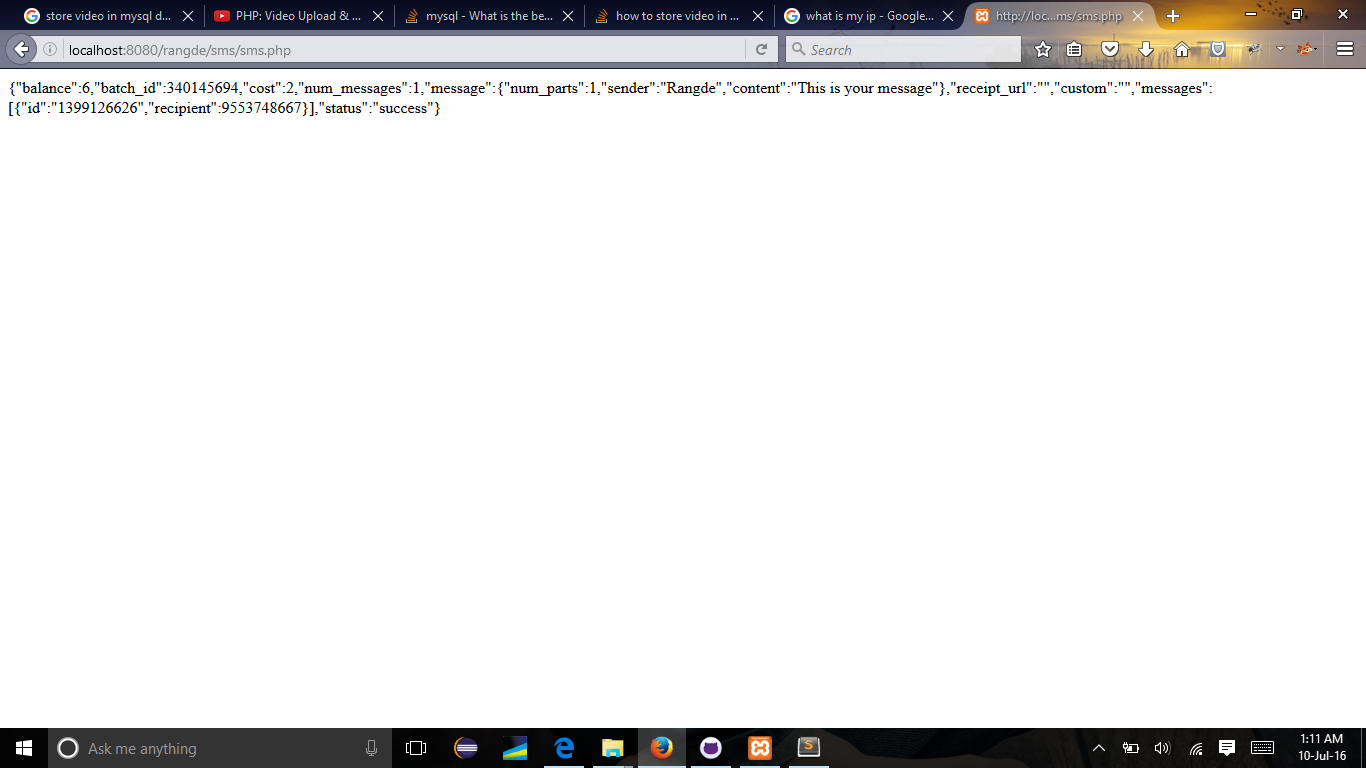 store video in mysql d...
PHP: Video Upload & ...
mysql - What is the be...
how to store video in ...
what is my ip - Google...
http://loc...ms/sms.php
localhost:8080/rangde/sms/sms.php
Search
{"balance":6,"batch_id":340145694,"cost":2,"num_messages":1,"message":{"num_parts":1,"sender":"Rangde","content":"This is your message"},"receipt_url":"","custom":"","messages":
[{"id":"1399126626","recipient":9553748667}],"status":"success"}
Ask me anything
S
1:11 AM
10-Jul-16